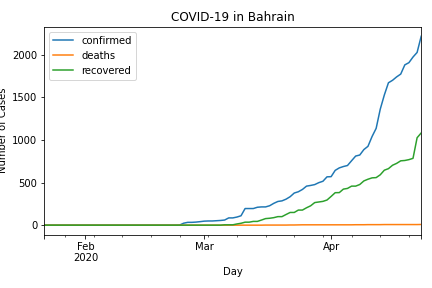 COVID-19 in Bahrain
confirmed
deaths
recovered
2000
1500
1000
500
0
Number of Cases
Feb
2020
Mar
Apr
Day